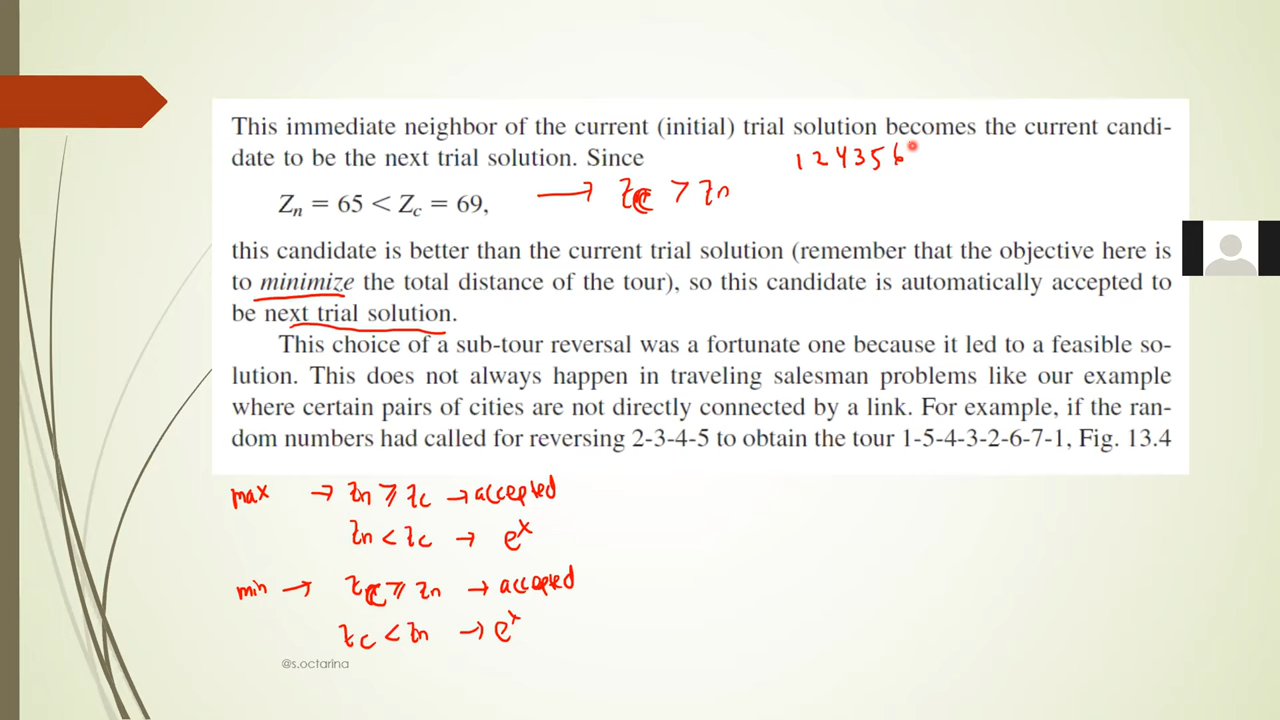 This immediate neighbor of the current (initial) trial solution becomes the current candi-
date to be the next trial solution. Since
1 2 4 3 5 6
Zn = 65 < Zc = 69,
→ Zc > Zn
this candidate is better than the current trial solution (remember that the objective here is
to minimize the total distance of the tour), so this candidate is automatically accepted to
be next trial solution.
This choice of a sub-tour reversal was a fortunate one because it led to a feasible so-
lution. This does not always happen in traveling salesman problems like our example
where certain pairs of cities are not directly connected by a link. For example, if the ran-
dom numbers had called for reversing 2-3-4-5 to obtain the tour 1-5-4-3-2-6-7-1, Fig. 13.4
max → Zn ≥ Zc → accepted
Zn < Zc → e^x
min → Zc ≥ Zn → accepted
Zc < Zn → e^x
@s.octarina